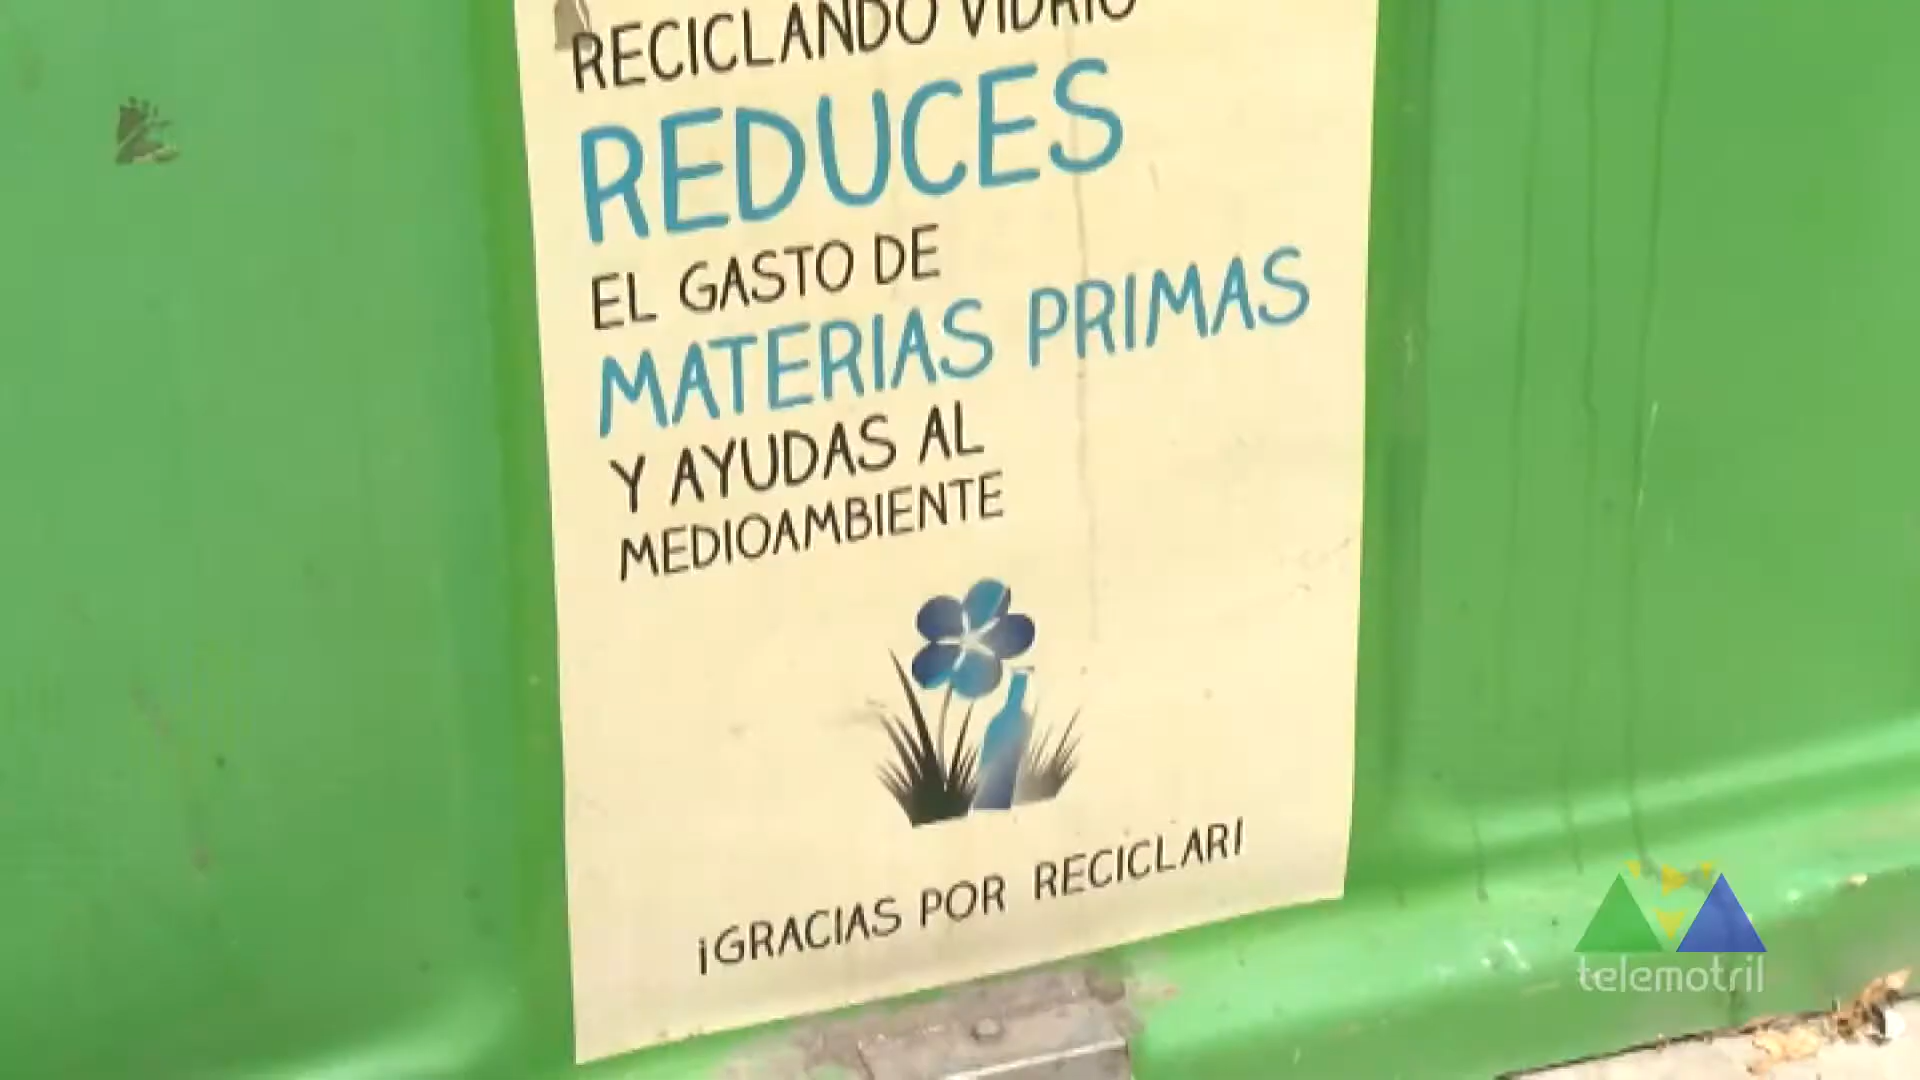 RECICLANDO VIDRIO
REDUCES
EL GASTO DE
MATERIAS PRIMAS
Y AYUDAS AL
MEDIOAMBIENTE
¡GRACIAS POR RECICLAR!
telemotril